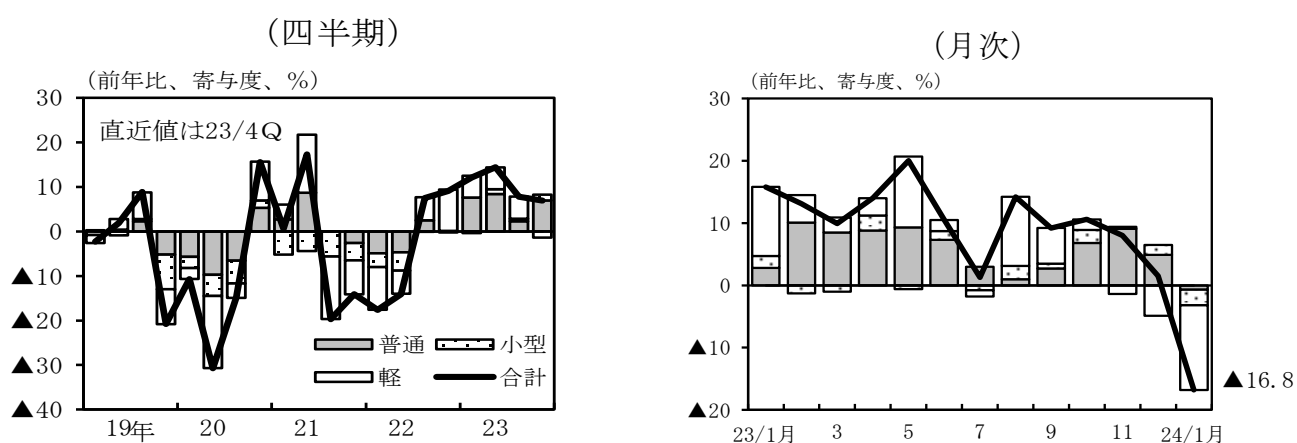 (四半期)
(前年比、寄与度、%)
30
20
10
0
▲10
▲20
▲30
▲40
直近値は23/4Q
普通
小型
軽
合計
19年
20
21
22
23
(月次)
(前年比、寄与度、%)
30
20
10
0
▲10
▲20
▲16.8
23/1月
3
5
7
9
11
24/1月